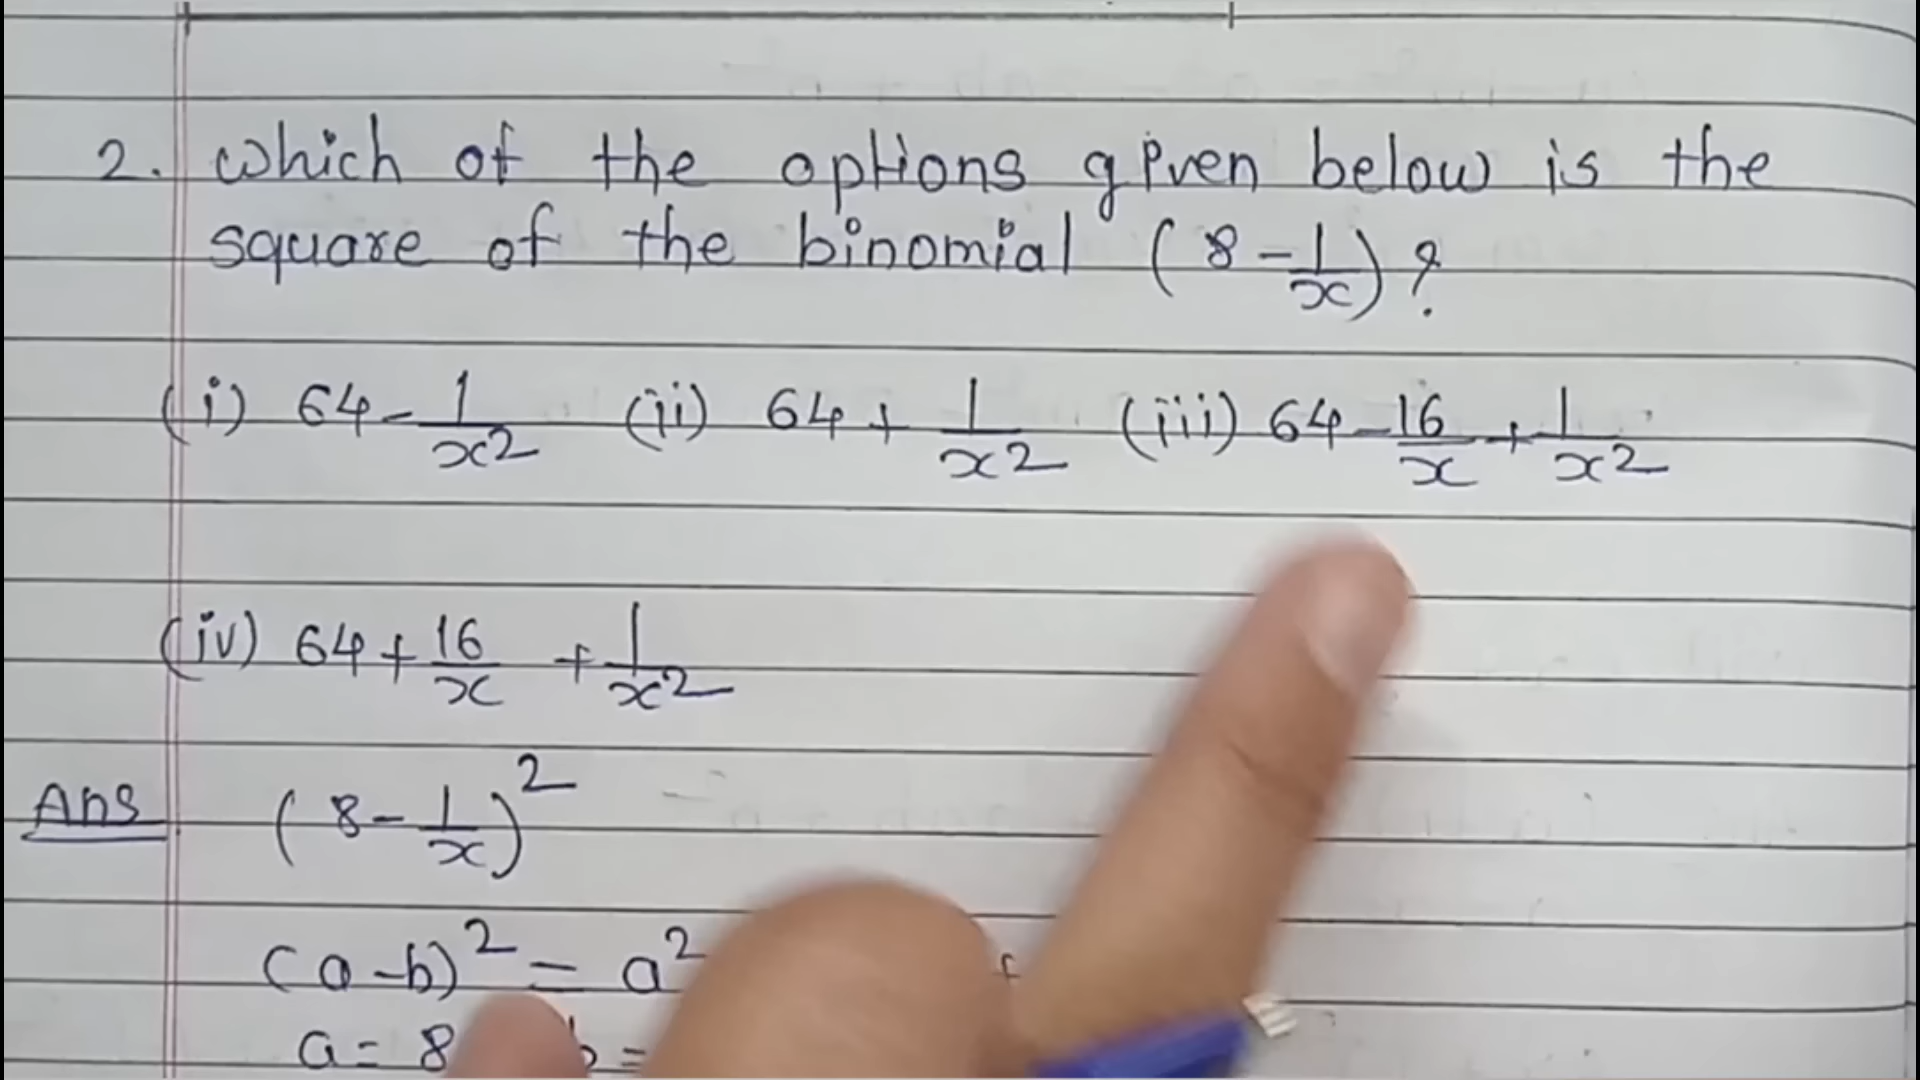 2. which of the options given below is the
square of the binomial (8 - 1/x)?
(i) 64 - 1/x2 (ii) 64 + 1/x2 (iii) 64 - 16/x + 1/x2
(iv) 64 + 16/x + 1/x2
Ans (8 - 1/x)2
(a - b)2 = a2 +
a = 8 b =